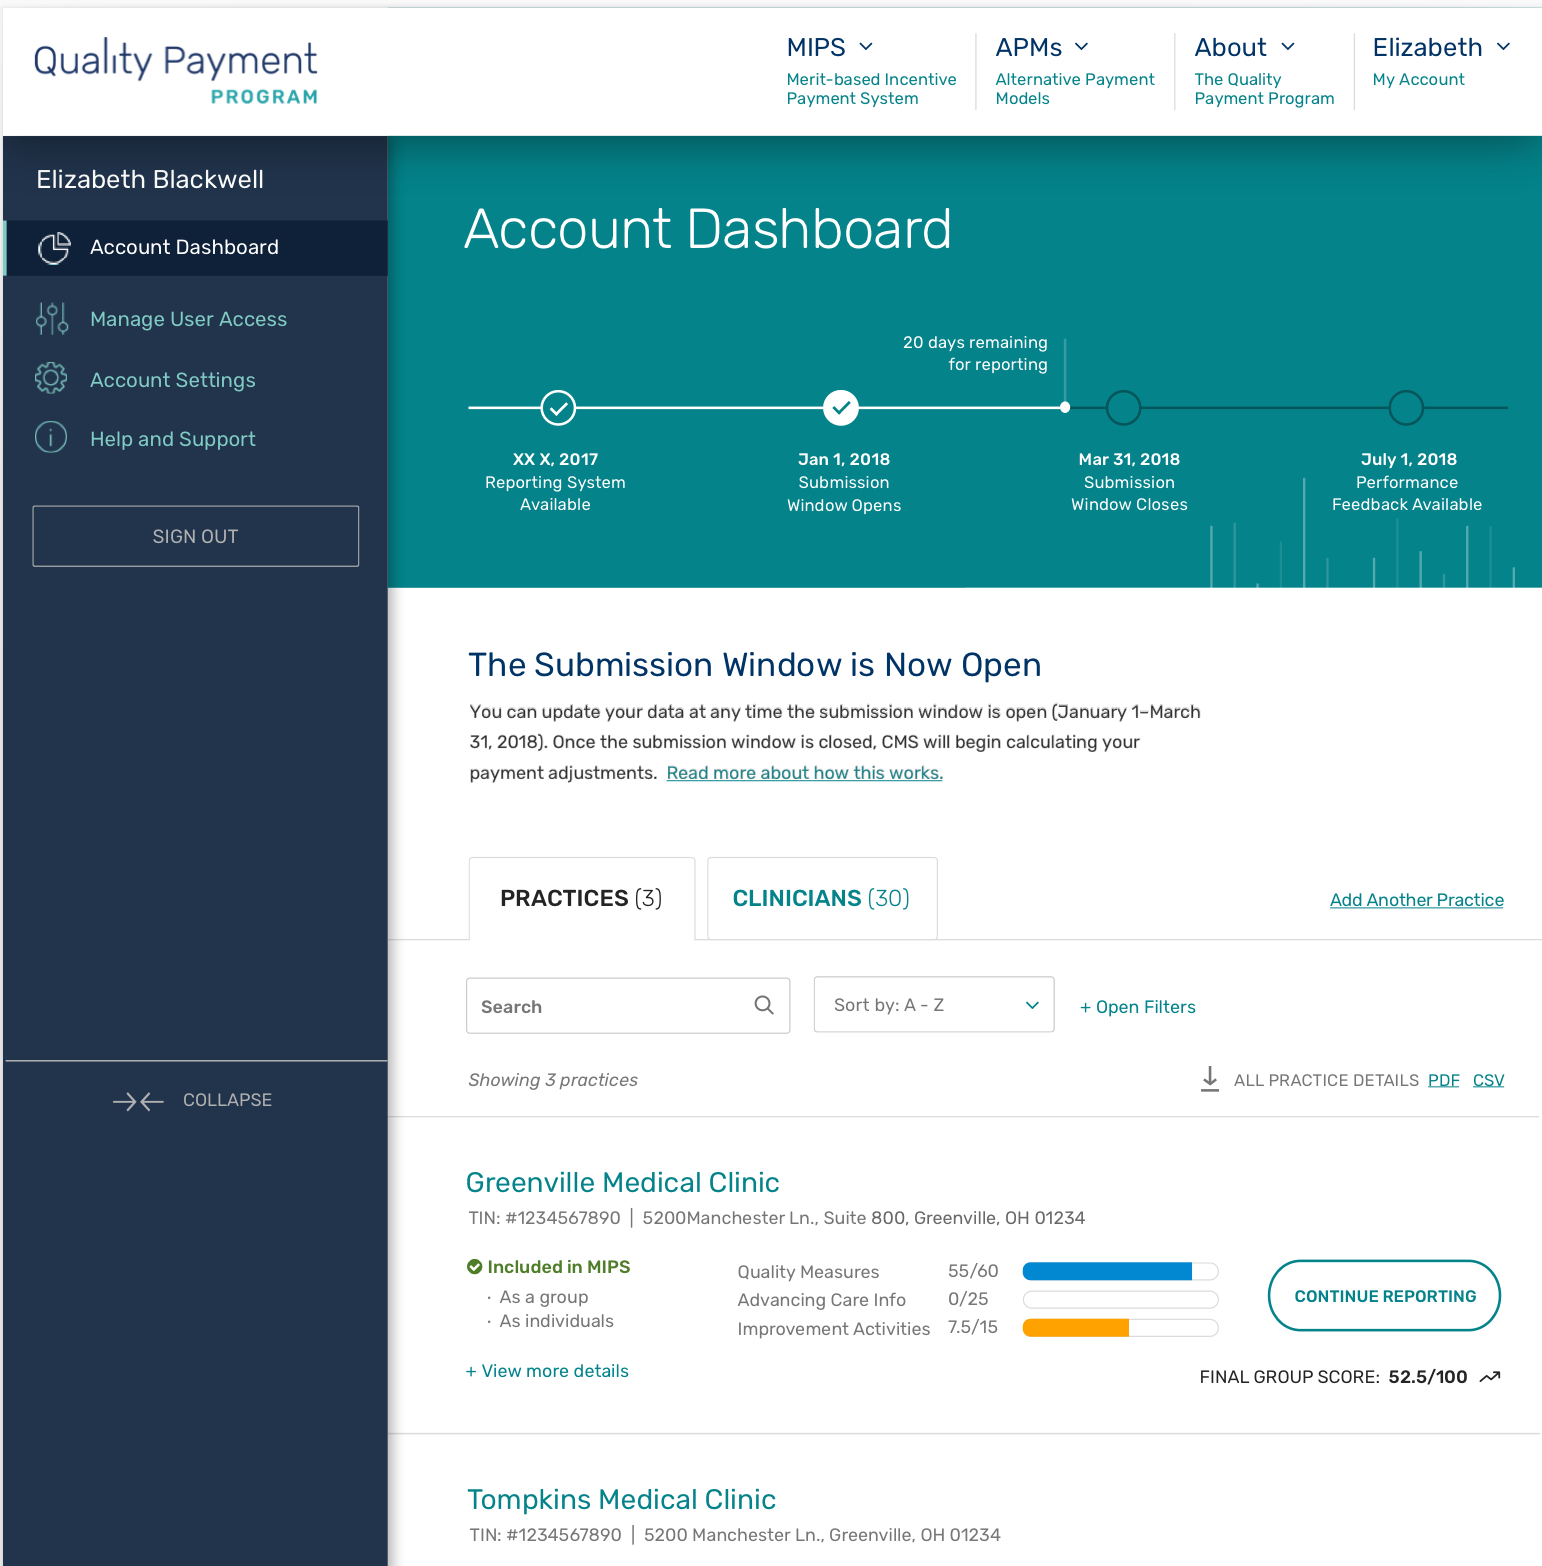 Quality Payment
PROGRAM
MIPS
Merit-based Incentive
Payment System
APMs
Alternative Payment
Models
About
The Quality
Payment Program
Elizabeth
My Account
Elizabeth Blackwell
Account Dashboard
Manage User Access
Account Settings
Help and Support
SIGN OUT
COLLAPSE
Account Dashboard
20 days remaining
for reporting
XX X, 2017
Reporting System
Available
Jan 1, 2018
Submission
Window Opens
Mar 31, 2018
Submission
Window Closes
July 1, 2018
Performance
Feedback Available
The Submission Window is Now Open
You can update your data at any time the submission window is open (January 1–March
31, 2018). Once the submission window is closed, CMS will begin calculating your
payment adjustments. Read more about how this works.
PRACTICES (3)
CLINICIANS (30)
Add Another Practice
Search
Sort by: A - Z
+ Open Filters
Showing 3 practices
ALL PRACTICE DETAILS PDF CSV
Greenville Medical Clinic
TIN: #1234567890 | 5200Manchester Ln., Suite 800, Greenville, OH 01234
Included in MIPS
· As a group
· As individuals
+ View more details
Quality Measures 55/60
Advancing Care Info 0/25
Improvement Activities 7.5/15
CONTINUE REPORTING
FINAL GROUP SCORE: 52.5/100
Tompkins Medical Clinic
TIN: #1234567890 | 5200 Manchester Ln., Greenville, OH 01234